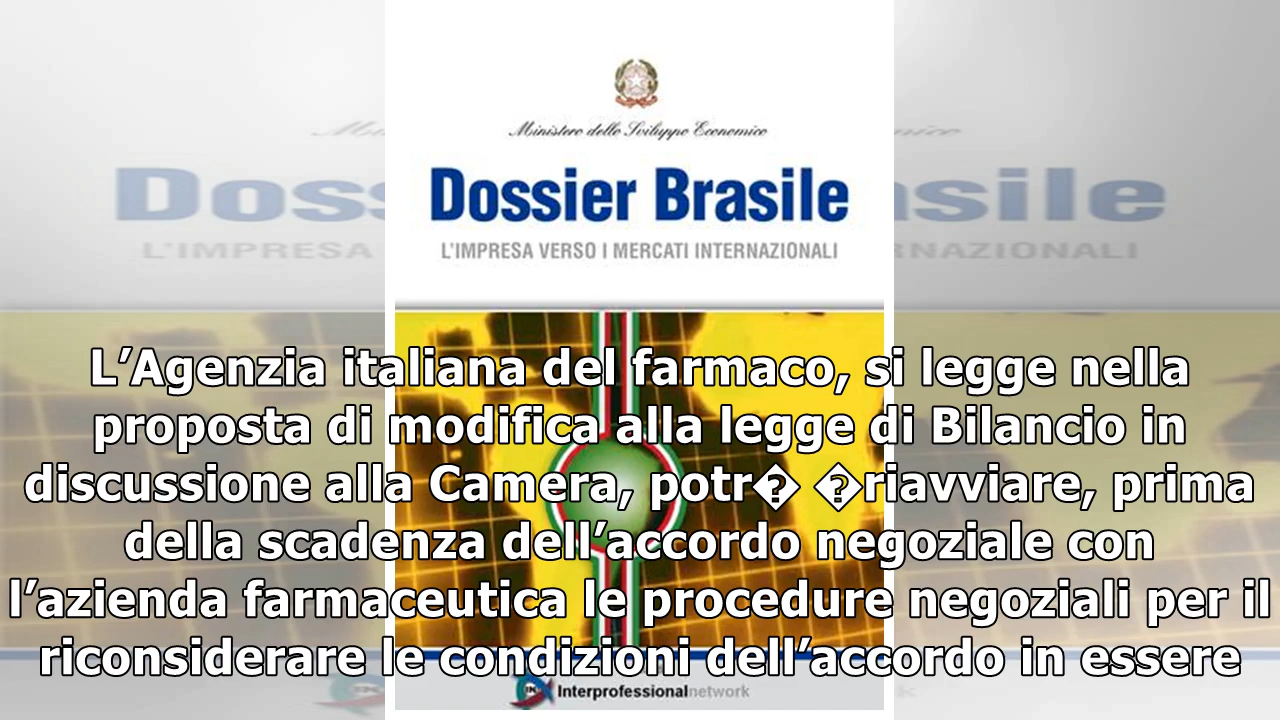 Ministero dello Sviluppo Economico
Dossier Brasile
L'IMPRESA VERSO I MERCATI INTERNAZIONALI
L’Agenzia italiana del farmaco, si legge nella
proposta di modifica alla legge di Bilancio in
discussione alla Camera, potr� �riavviare, prima
della scadenza dell’accordo negoziale con
l’azienda farmaceutica le procedure negoziali per il
riconsiderare le condizioni dell’accordo in essere
Interprofessionalnetwork